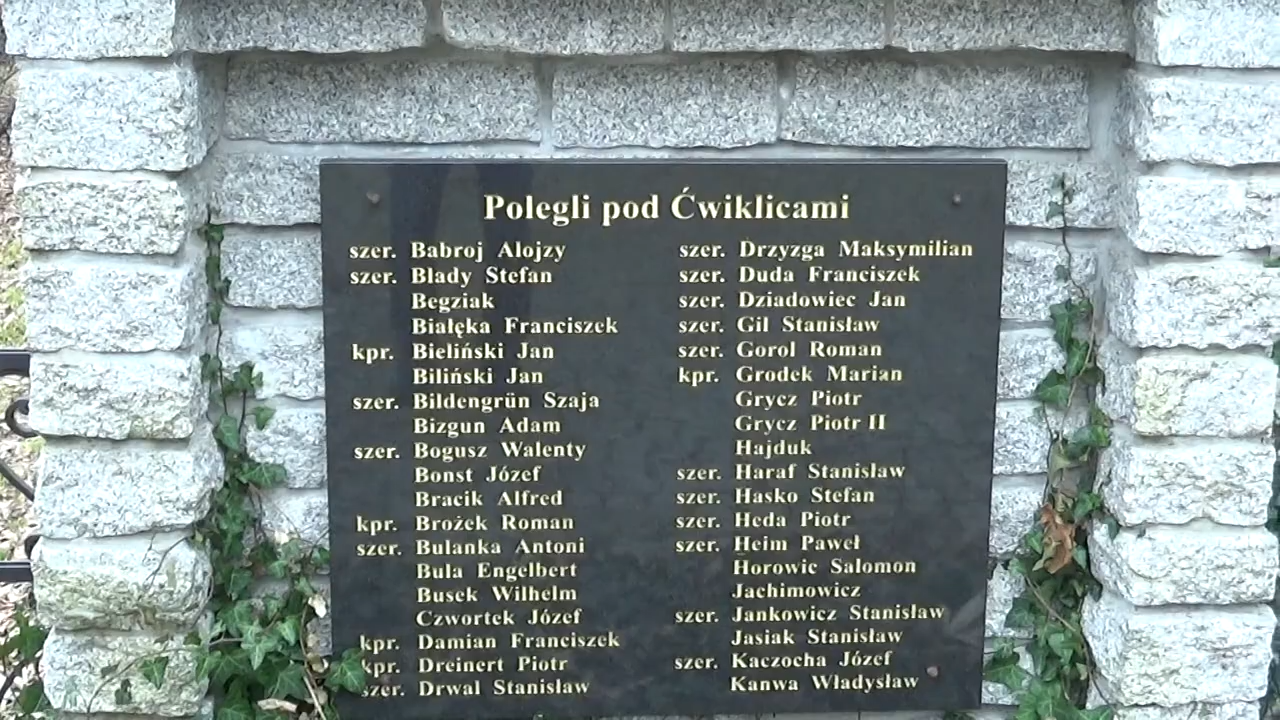 Polegli pod Ćwiklicami
szer. Babroj Alojzy
szer. Blady Stefan
Begziak
Białęka Franciszek
kpr. Bieliński Jan
Biliński Jan
szer. Bildengrün Szaja
Bizgun Adam
szer. Bogusz Walenty
Bonst Józef
Bracik Alfred
kpr. Brożek Roman
szer. Bulanka Antoni
Bula Engelbert
Busek Wilhelm
Czwortek Józef
kpr. Damian Franciszek
kpr. Dreinert Piotr
szer. Drwal Stanisław
szer. Drzyzga Maksymilian
szer. Duda Franciszek
szer. Dziadowiec Jan
szer. Gil Stanisław
szer. Gorol Roman
kpr. Grodek Marian
Grycz Piotr
Grycz Piotr II
Hajduk
szer. Haraf Stanisław
szer. Hasko Stefan
szer. Heda Piotr
szer. Heim Paweł
Horowic Salomon
Jachimowicz
szer. Jankowicz Stanisław
Jasiak Stanisław
szer. Kaczocha Józef
Kanwa Władysław